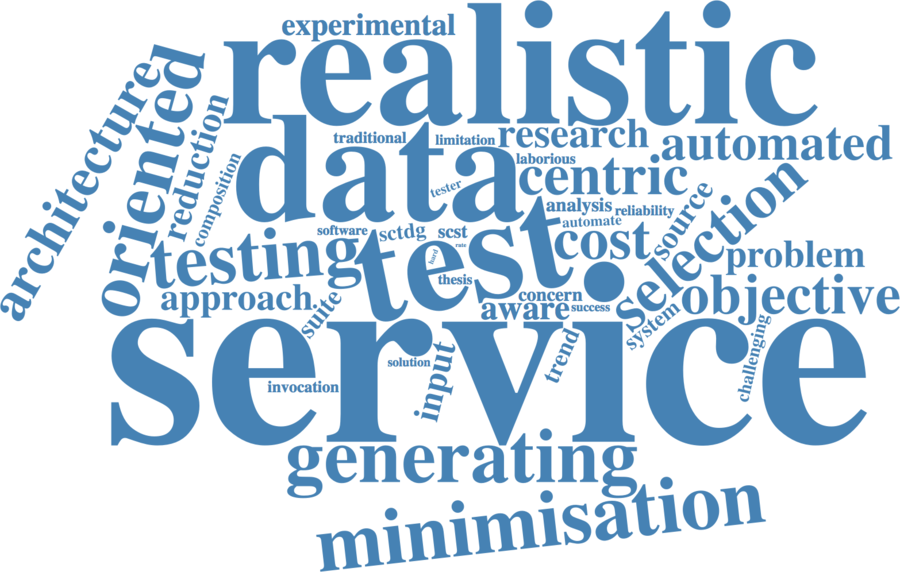 experimental
realistic
architecture
oriented
reduction
composition
data
traditional
limitation
research
automated
laborious
centric
tester
analysis
reliability
source
selection
automate
software
sctdg
scst
rate
hard
testing
test
cost
problem
thesis
approach
suite
concern
aware
success
system
objective
service
challenging
trend
input
solution
invocation
generating
minimisation